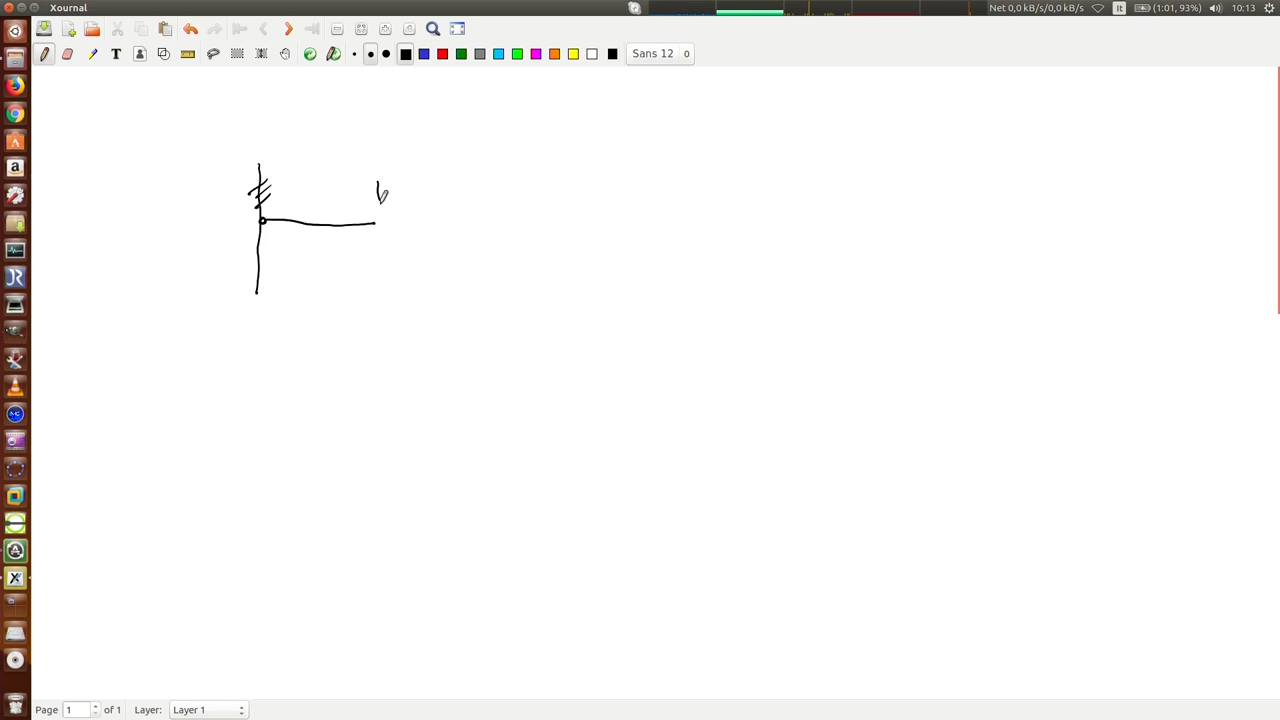 Xournal
Net 0,0 kB/s/0,0 kB/s
It
(1:01, 93%)
10:13
Sans 12
0
Page
1
of 1
Layer:
Layer 1